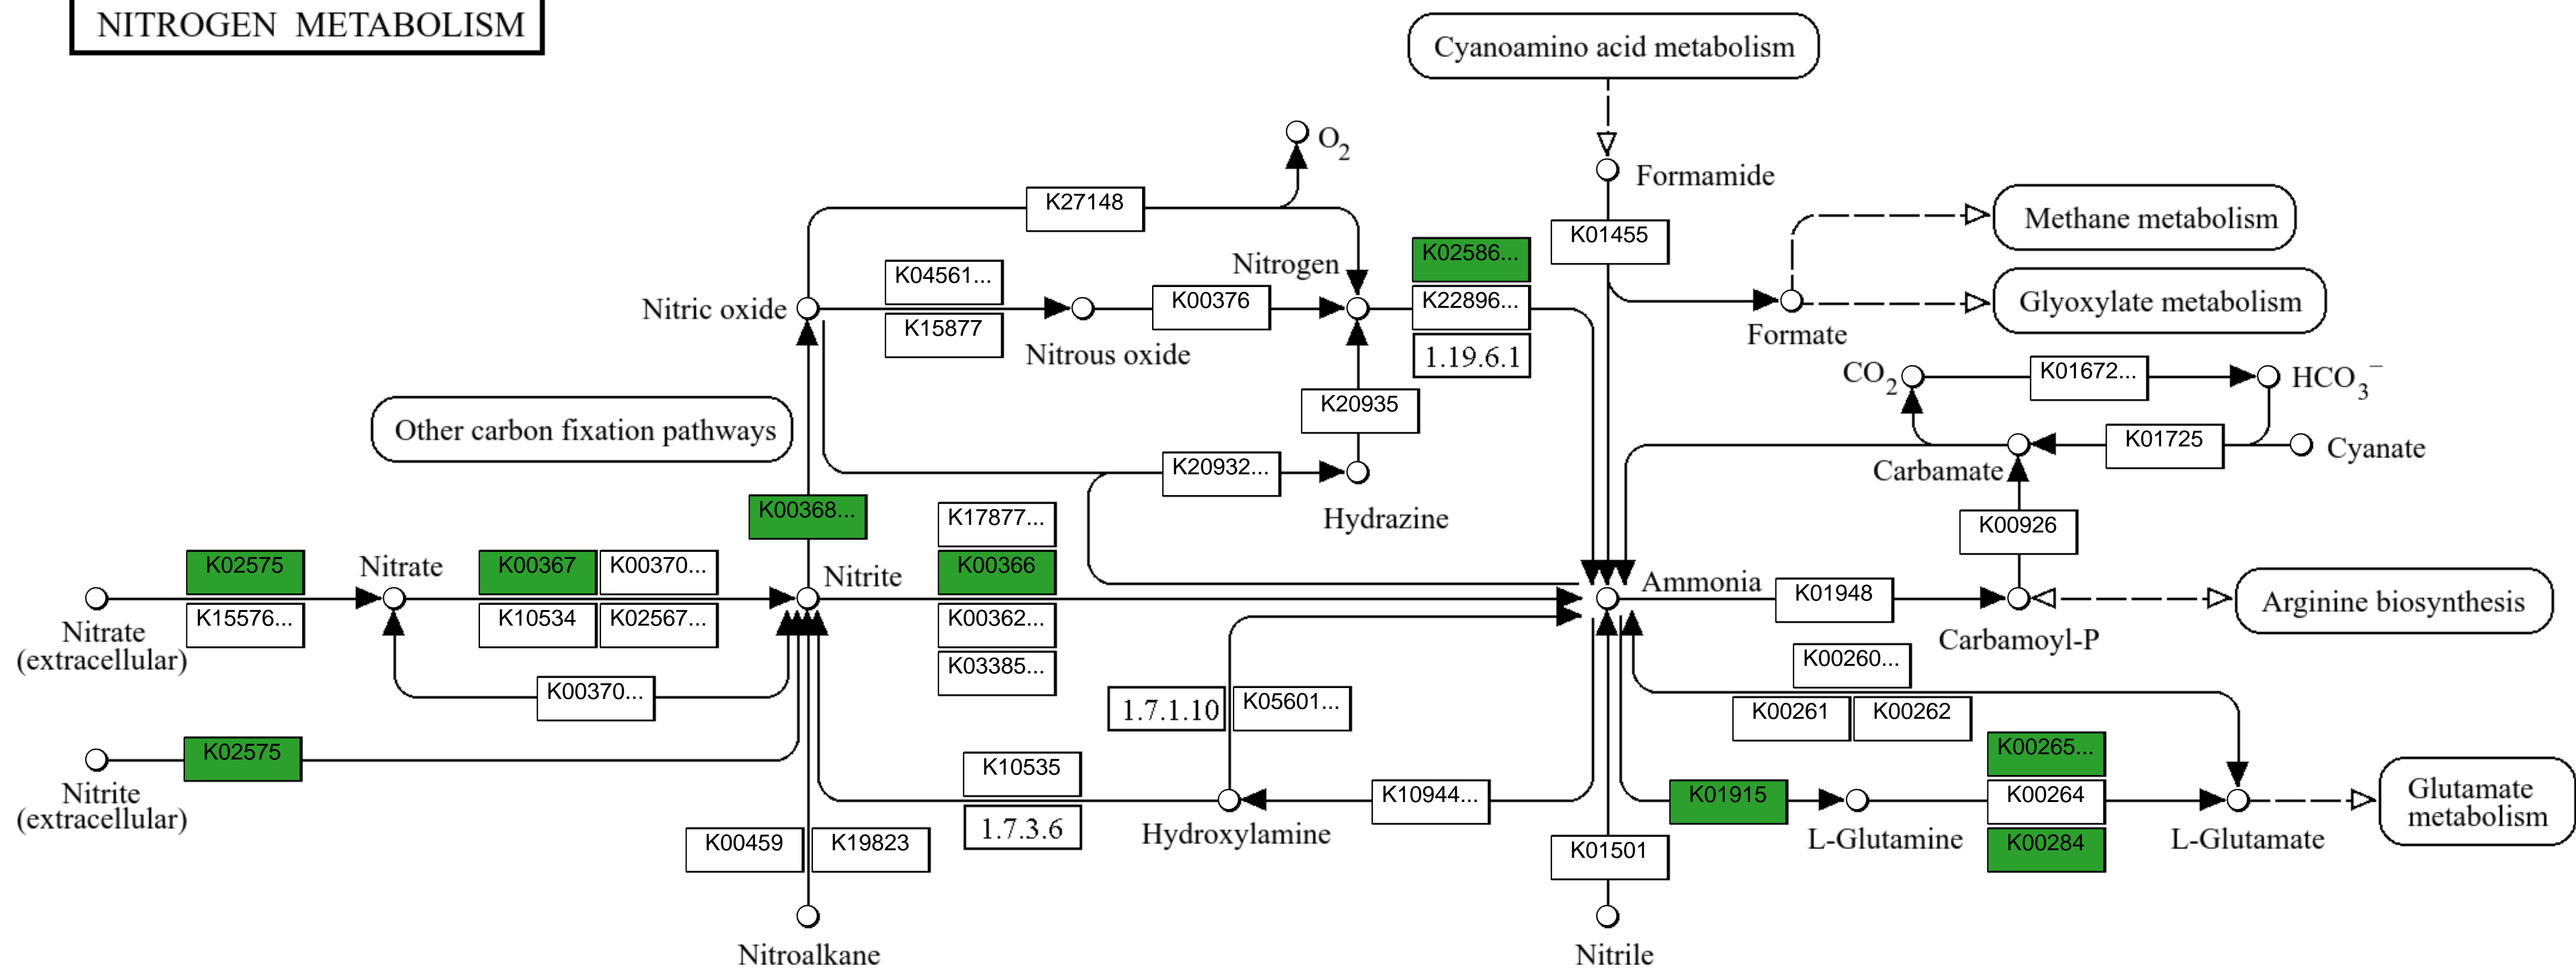 NITROGEN METABOLISM
Cyanoamino acid metabolism
O2
Formamide
K27148
Methane metabolism
K01455
K02586...
Nitrogen
K04561...
Nitric oxide
K00376
K22896...
Glyoxylate metabolism
K15877
Nitrous oxide
1.19.6.1
Formate
CO2
K01672...
HCO3−
K20935
Other carbon fixation pathways
K01725
Cyanate
K20932...
Carbamate
K00368...
K17877...
Hydrazine
K00926
K02575
Nitrate
K00367
K00370...
Nitrite
K00366
Ammonia
K01948
Arginine biosynthesis
K15576...
K10534
K02567...
K00362...
Nitrate
(extracellular)
Carbamoyl-P
K03385...
K00260...
K00370...
1.7.1.10
K05601...
K00261
K00262
K02575
K00265...
K10535
Nitrite
(extracellular)
K10944...
K01915
K00264
Glutamate
metabolism
1.7.3.6
Hydroxylamine
L-Glutamine
L-Glutamate
K00459
K19823
K01501
K00284
Nitroalkane
Nitrile